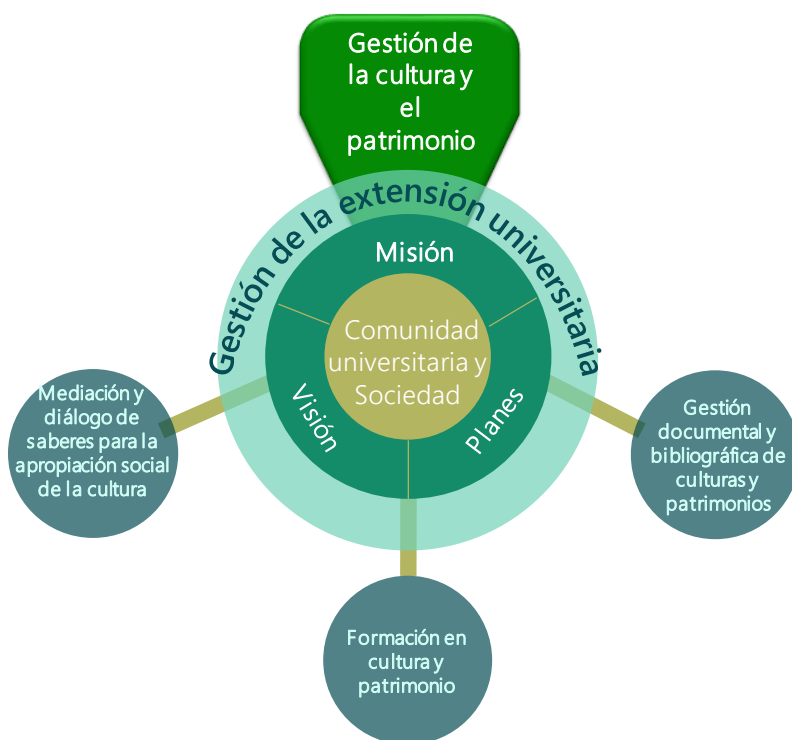 Gestión de
la cultura y
el
patrimonio
Gestión de la extensión universitaria
Misión
Comunidad
universitaria y
Sociedad
Visión
Planes
Mediación y
diálogo de
saberes para la
apropiación social
de la cultura
Gestión
documental y
bibliográfica de
culturas y
patrimonios
Formación en
cultura y
patrimonio